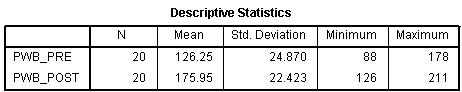 Descriptive Statistics
N Mean Std. Deviation Minimum Maximum
PWB_PRE 20 126.25 24.870 88 178
PWB_POST 20 175.95 22.423 126 211